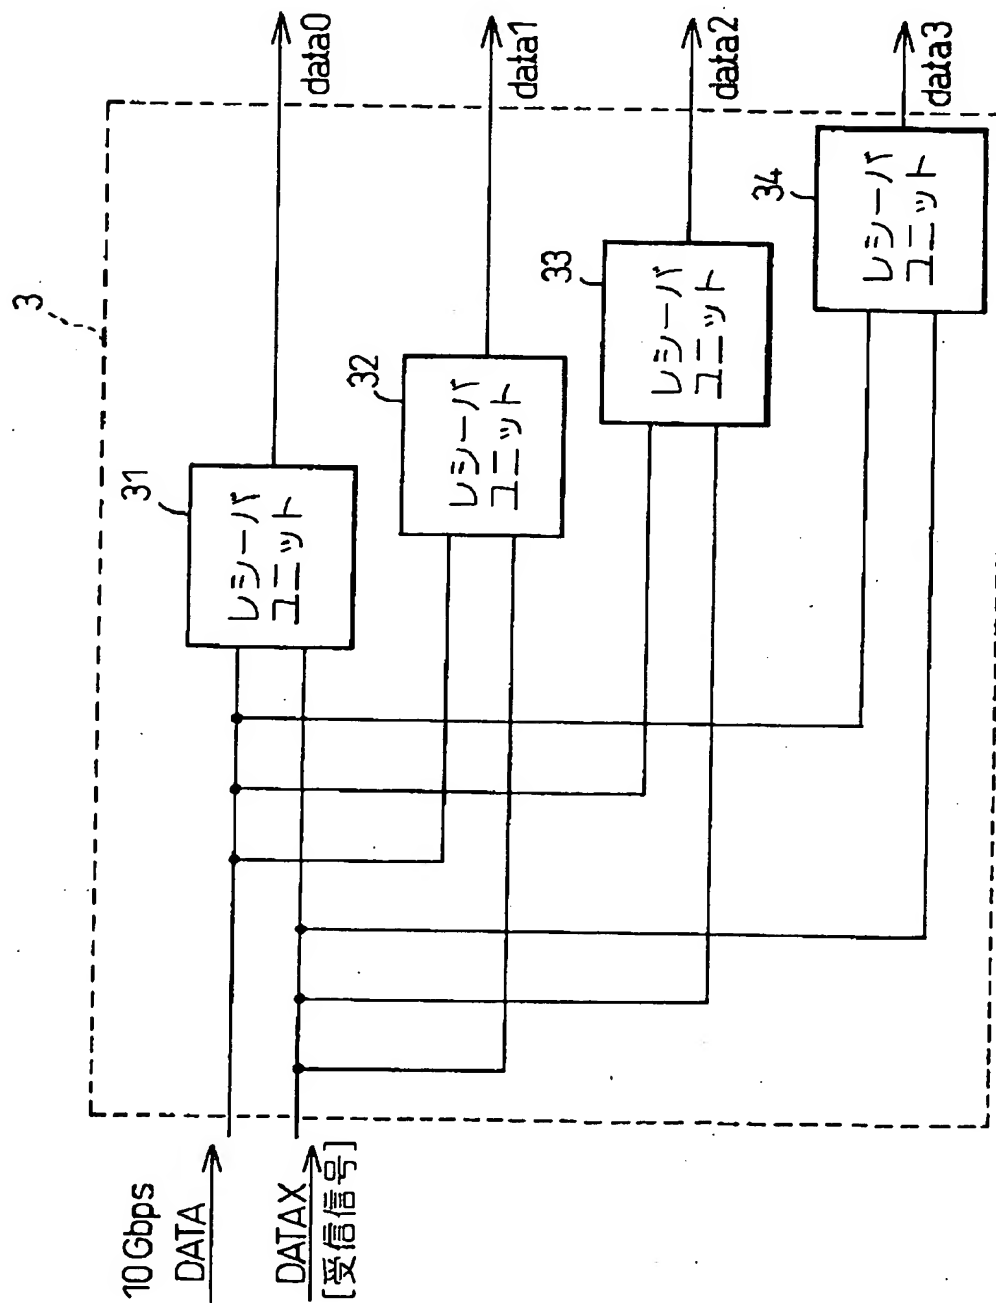 3
10Gbps
DATA
DATAX
[受信信号]
31
レシーバ
ユニット
data0
32
レシーバ
ユニット
data1
33
レシーバ
ユニット
data2
34
レシーバ
ユニット
data3